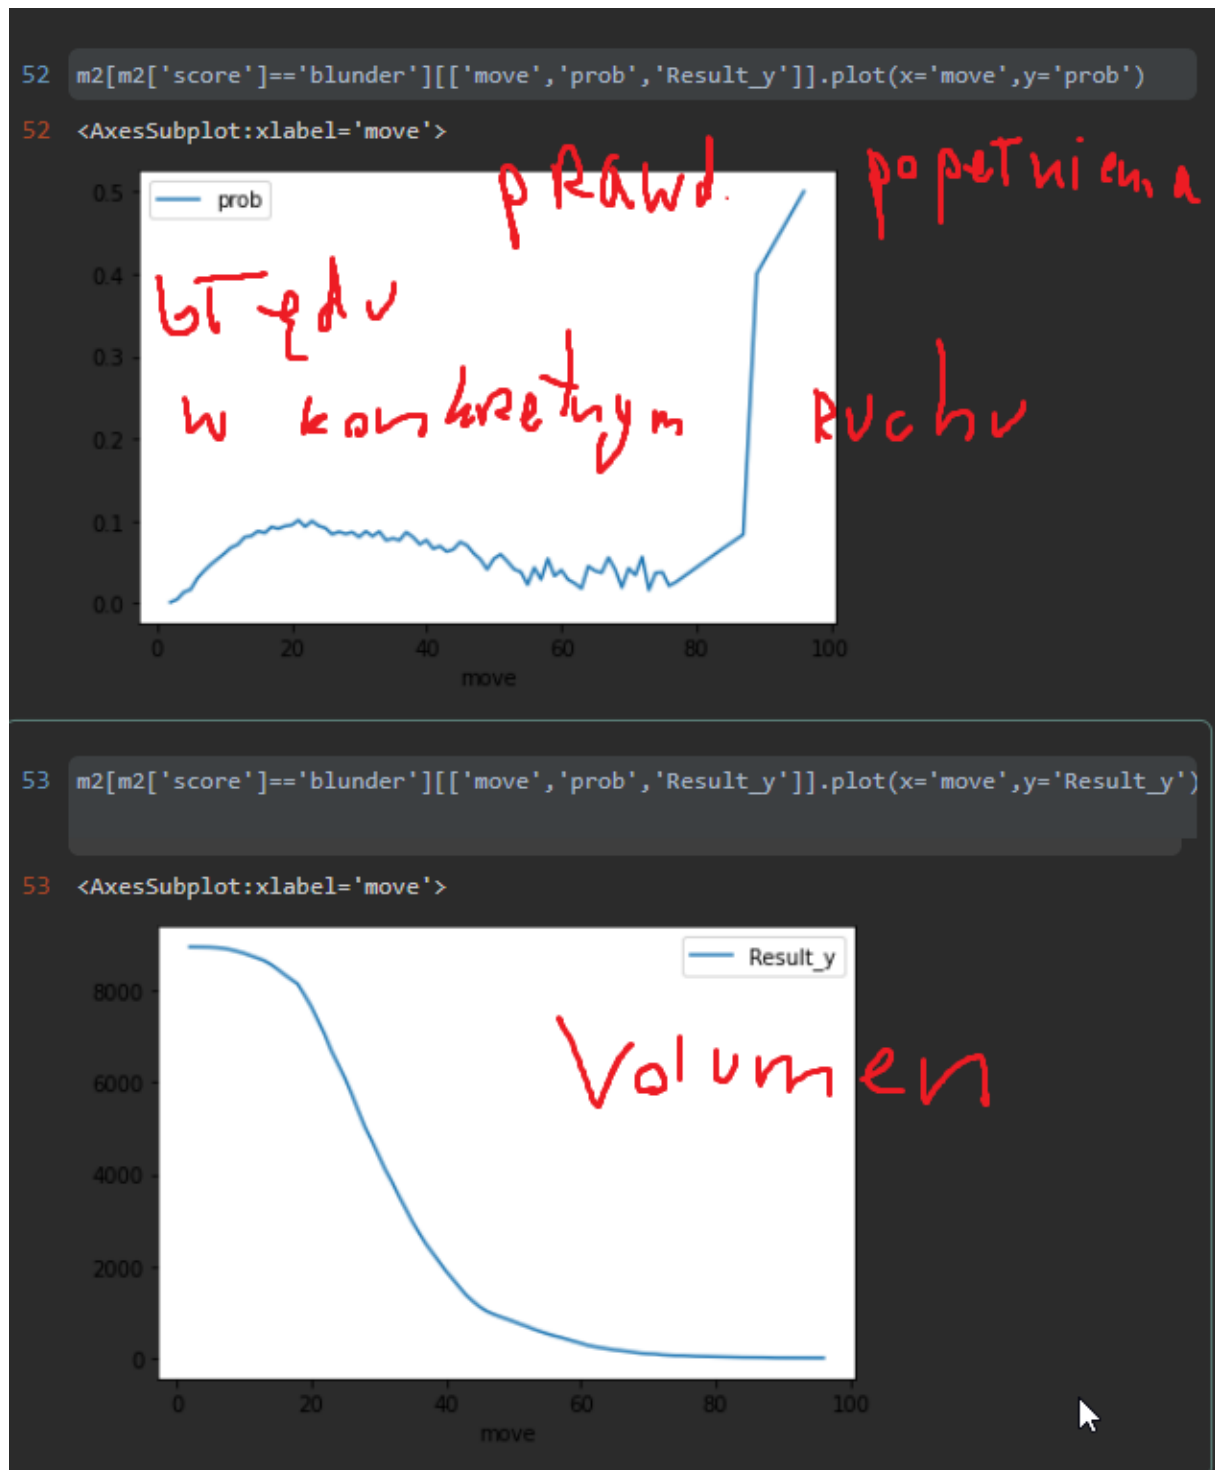 52 m2[m2['score']=='blunder'][['move','prob','Result_y']].plot(x='move',y='prob')
52 <AxesSubplot:xlabel='move'>
prawd. popełnienia
0.5
prob
błędu
0.4
0.3
w konkretnym ruchu
0.2
0.1
0.0
0 20 40 60 80 100
move
53 m2[m2['score']=='blunder'][['move','prob','Result_y']].plot(x='move',y='Result_y')
53 <AxesSubplot:xlabel='move'>
Result_y
8000
Volumen
6000
4000
2000
0
0 20 40 60 80 100
move